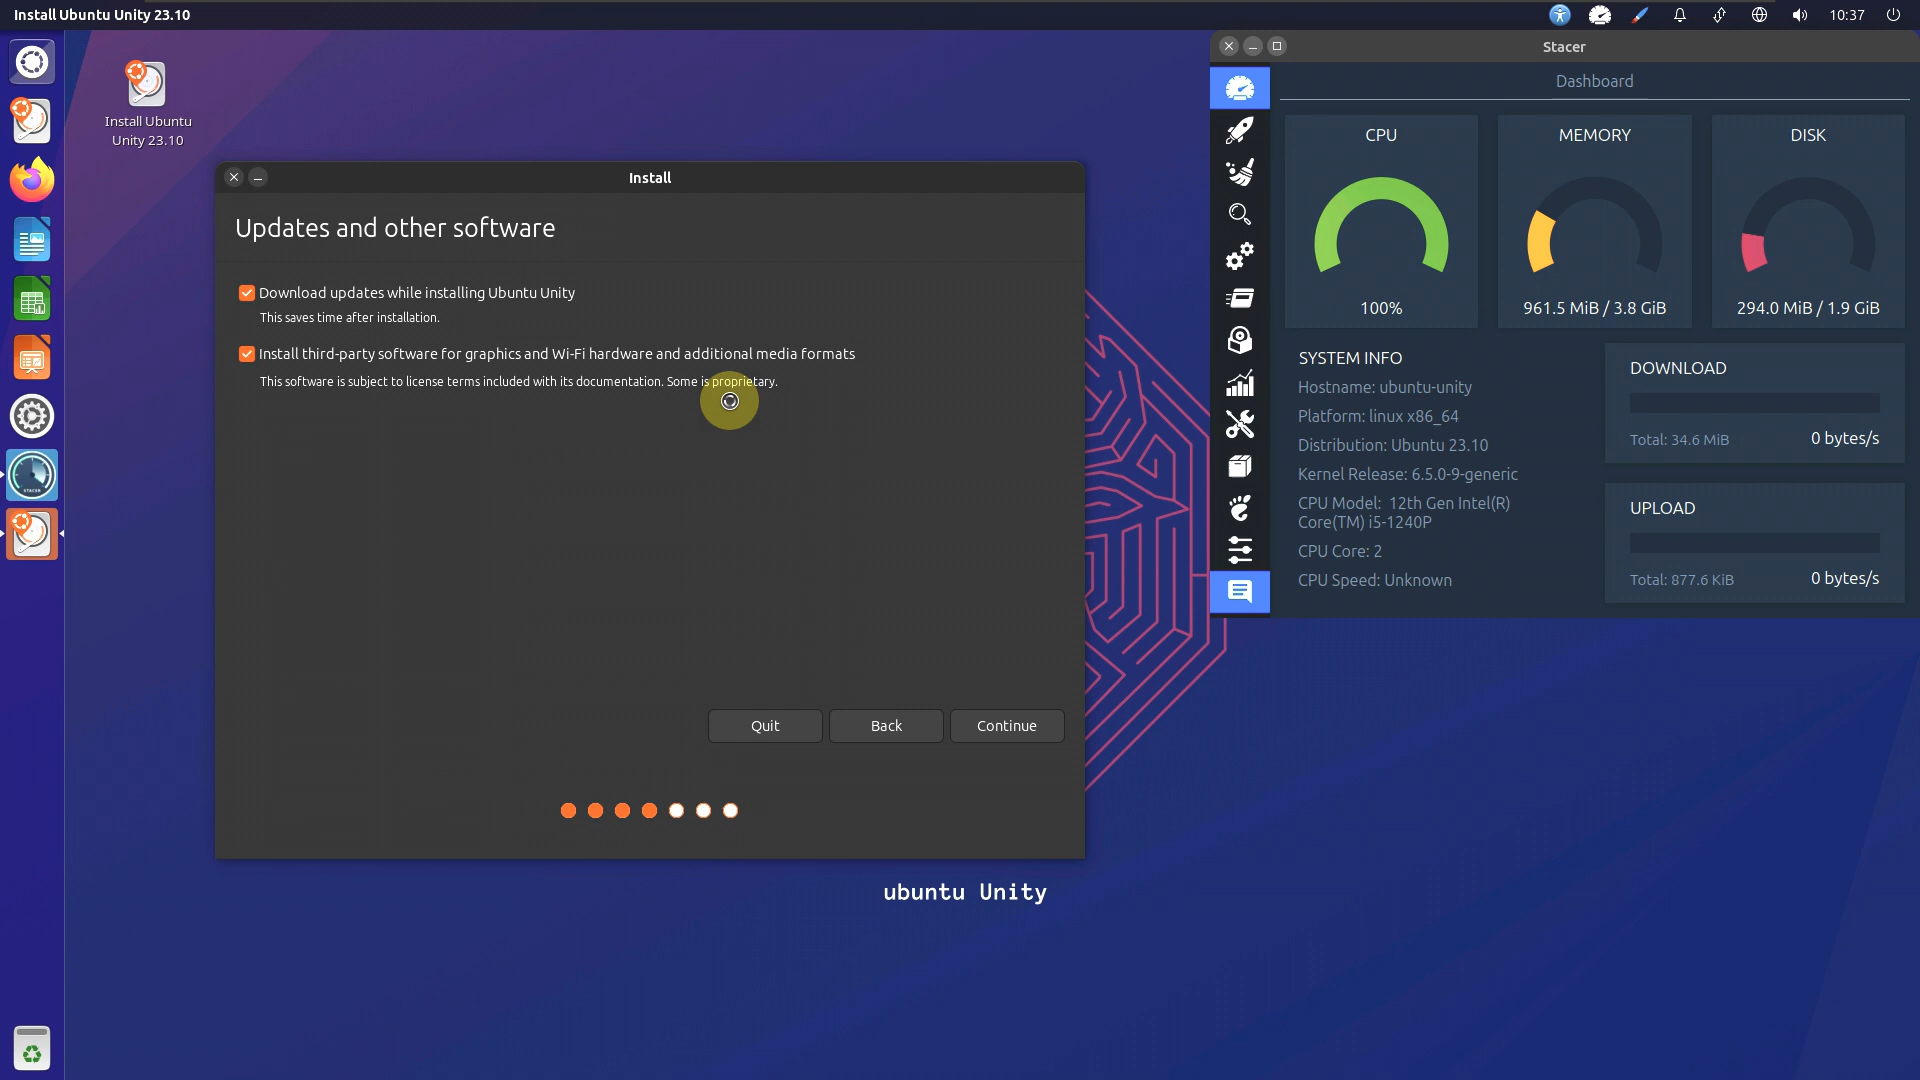 Install Ubuntu Unity 23.10
10:37
Install Ubuntu
Unity 23.10
Install
Updates and other software
Download updates while installing Ubuntu Unity
This saves time after installation.
Install third-party software for graphics and Wi-Fi hardware and additional media formats
This software is subject to license terms included with its documentation. Some is proprietary.
Quit
Back
Continue
ubuntu Unity
Stacer
Dashboard
CPU
100%
MEMORY
961.5 MiB / 3.8 GiB
DISK
294.0 MiB / 1.9 GiB
SYSTEM INFO
Hostname: ubuntu-unity
Platform: linux x86_64
Distribution: Ubuntu 23.10
Kernel Release: 6.5.0-9-generic
CPU Model: 12th Gen Intel(R)
Core(TM) i5-1240P
CPU Core: 2
CPU Speed: Unknown
DOWNLOAD
Total: 34.6 MiB
0 bytes/s
UPLOAD
Total: 877.6 KiB
0 bytes/s
STACER